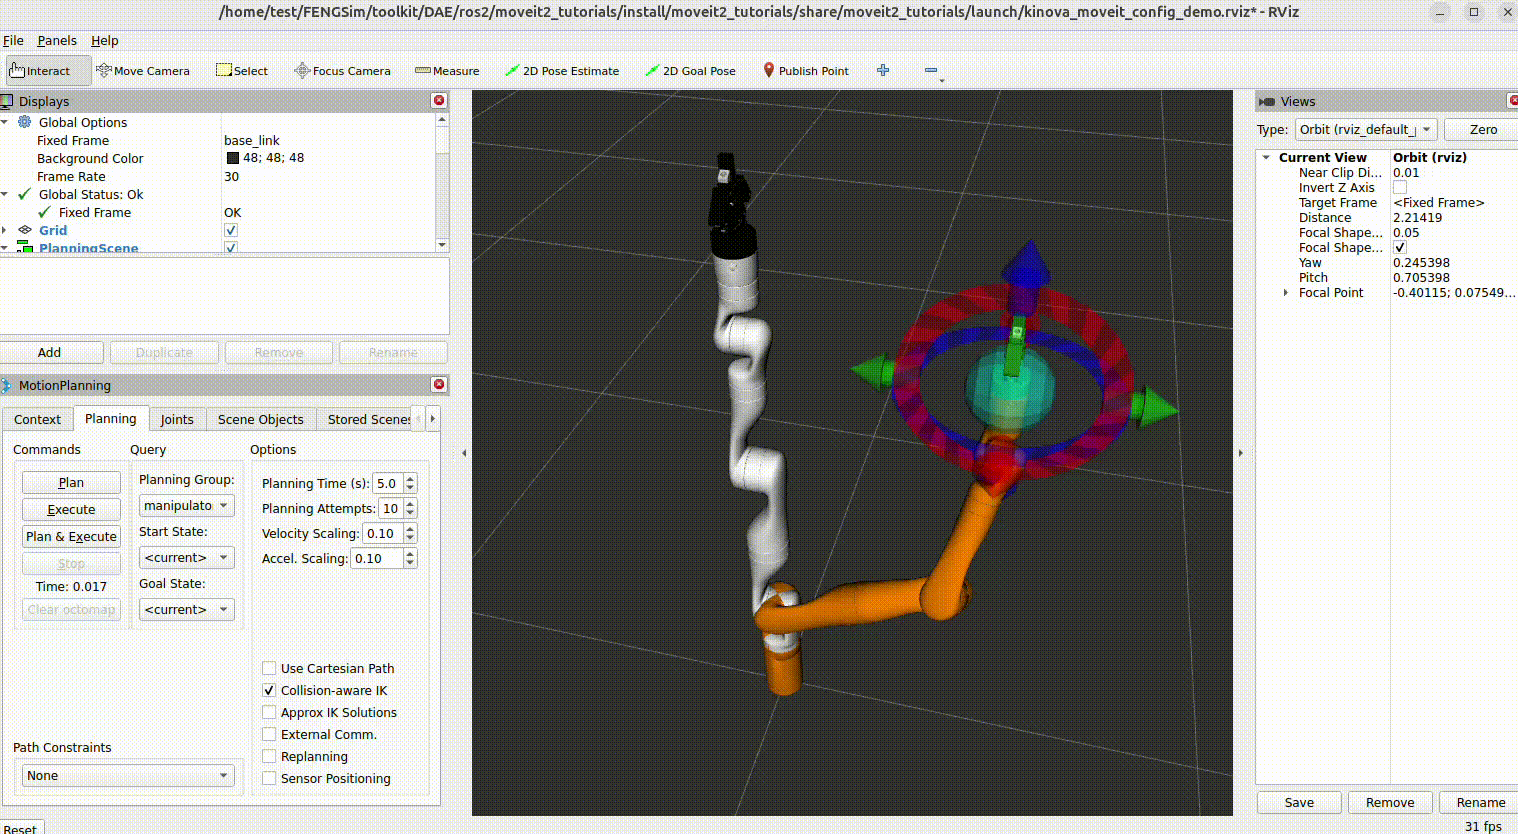 /home/test/FENGSim/toolkit/DAE/ros2/moveit2_tutorials/install/moveit2_tutorials/share/moveit2_tutorials/launch/kinova_moveit_config_demo.rviz* - RViz
File Panels Help
Interact Move Camera Select Focus Camera Measure 2D Pose Estimate 2D Goal Pose Publish Point
Displays
Global Options
Fixed Frame base_link
Background Color 48; 48; 48
Frame Rate 30
Global Status: Ok
Fixed Frame OK
Grid
PlanningScene
Add Duplicate Remove Rename
MotionPlanning
Context Planning Joints Scene Objects Stored Scenes
Commands Query Options
Plan
Execute
Plan & Execute
Stop
Time: 0.017
Clear octomap
Planning Group:
manipulato
Start State:
<current>
Goal State:
<current>
Planning Time (s): 5.0
Planning Attempts: 10
Velocity Scaling: 0.10
Accel. Scaling: 0.10
Use Cartesian Path
Collision-aware IK
Approx IK Solutions
External Comm.
Replanning
Sensor Positioning
Path Constraints
None
Reset
Views
Type: Orbit (rviz_default_ Zero
Current View Orbit (rviz)
Near Clip Di... 0.01
Invert Z Axis
Target Frame <Fixed Frame>
Distance 2.21419
Focal Shape... 0.05
Focal Shape...
Yaw 0.245398
Pitch 0.705398
Focal Point -0.40115; 0.07549...
Save Remove Rename
31 fps